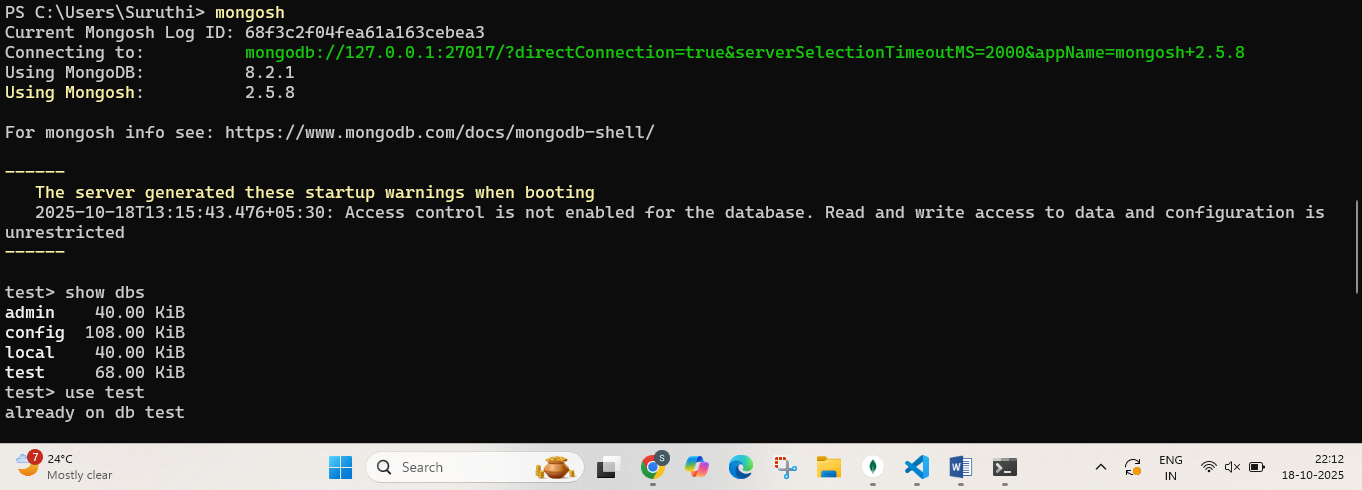 PS C:\Users\Suruthi> mongosh
Current Mongosh Log ID: 68f3c2f04fea61a163cebea3
Connecting to:          mongodb://127.0.0.1:27017/?directConnection=true&serverSelectionTimeoutMS=2000&appName=mongosh+2.5.8
Using MongoDB:          8.2.1
Using Mongosh:          2.5.8
For mongosh info see: https://www.mongodb.com/docs/mongodb-shell/
------
   The server generated these startup warnings when booting
   2025-10-18T13:15:43.476+05:30: Access control is not enabled for the database. Read and write access to data and configuration is
unrestricted
------
test> show dbs
admin    40.00 KiB
config  108.00 KiB
local    40.00 KiB
test     68.00 KiB
test> use test
already on db test
7
24°C
Mostly clear
Search
S
W
ENG
IN
22:12
18-10-2025